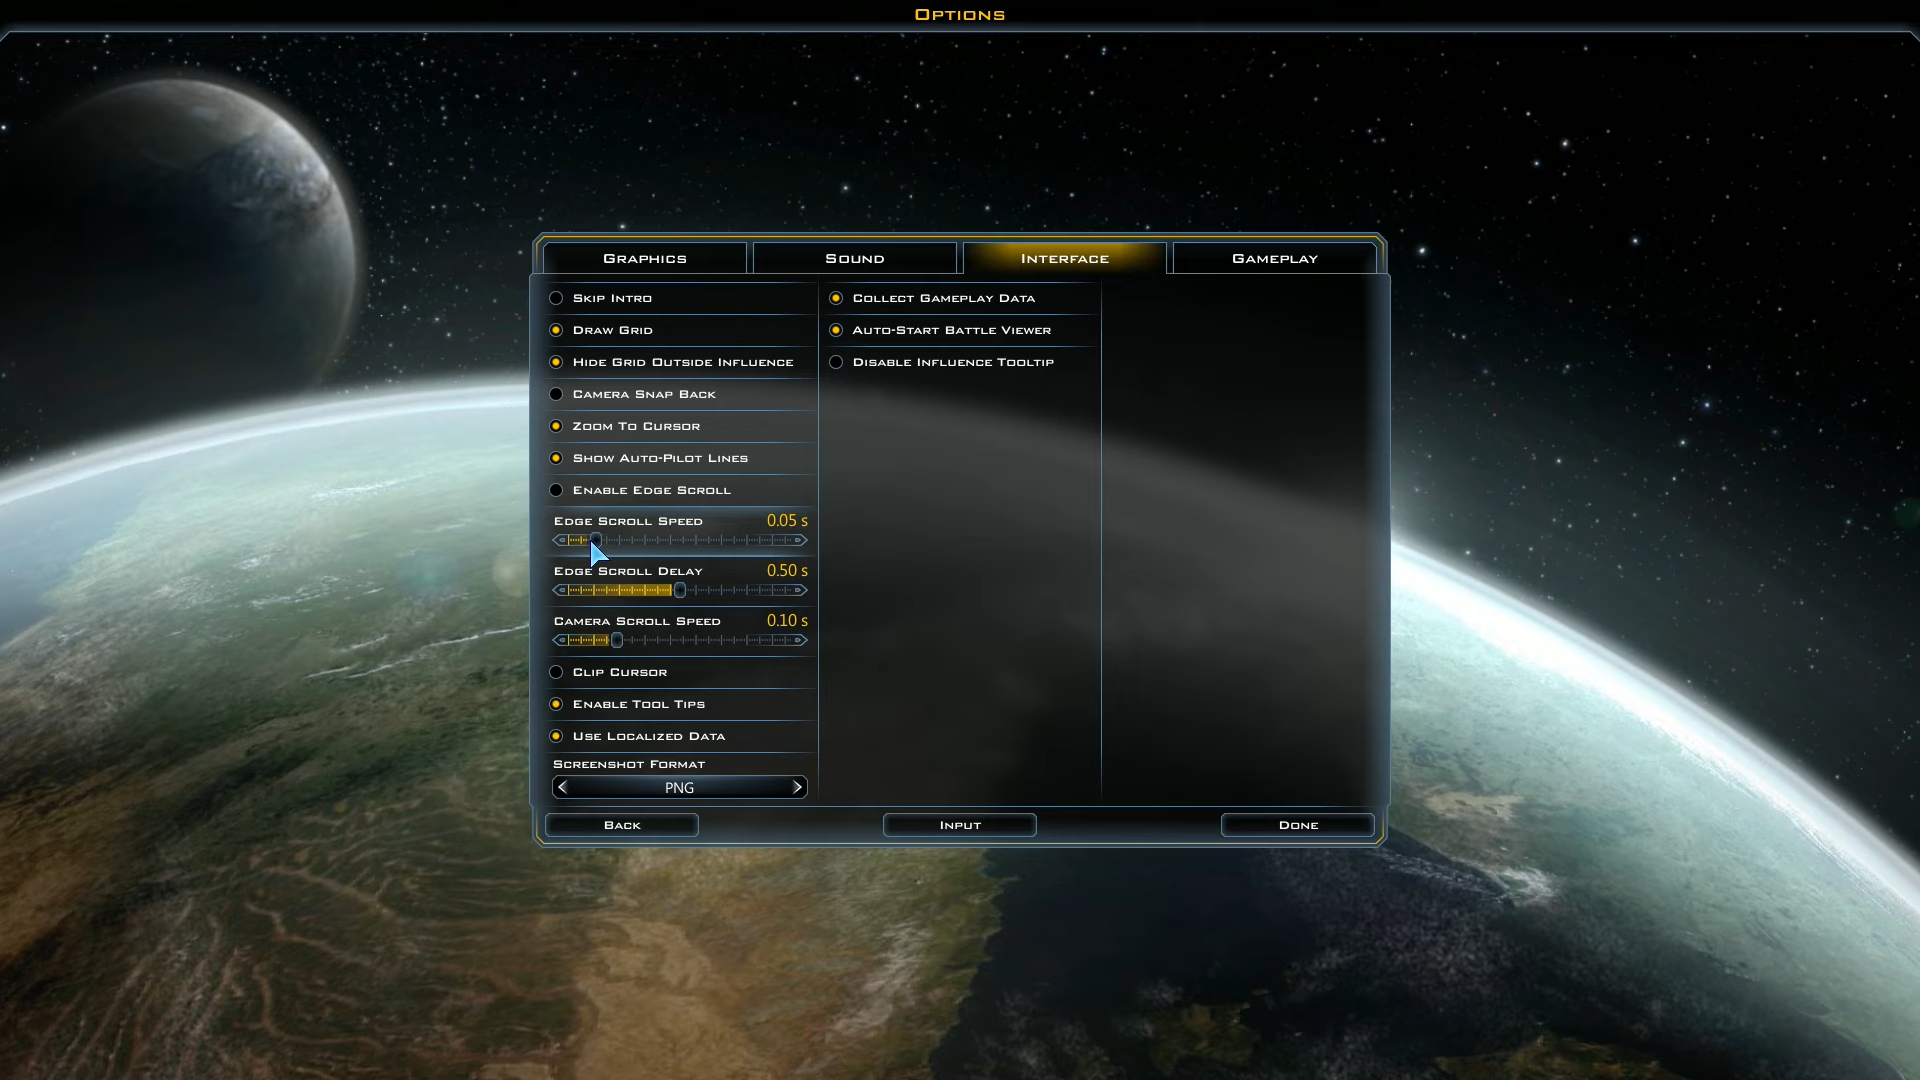 Options
Graphics
Sound
Interface
Gameplay
Skip Intro
Draw Grid
Hide Grid Outside Influence
Camera Snap Back
Zoom To Cursor
Show Auto-Pilot Lines
Enable Edge Scroll
Edge Scroll Speed 0.05 s
Edge Scroll Delay 0.50 s
Camera Scroll Speed 0.10 s
Clip Cursor
Enable Tool Tips
Use Localized Data
Screenshot Format
PNG
Collect Gameplay Data
Auto-Start Battle Viewer
Disable Influence Tooltip
Back
Input
Done